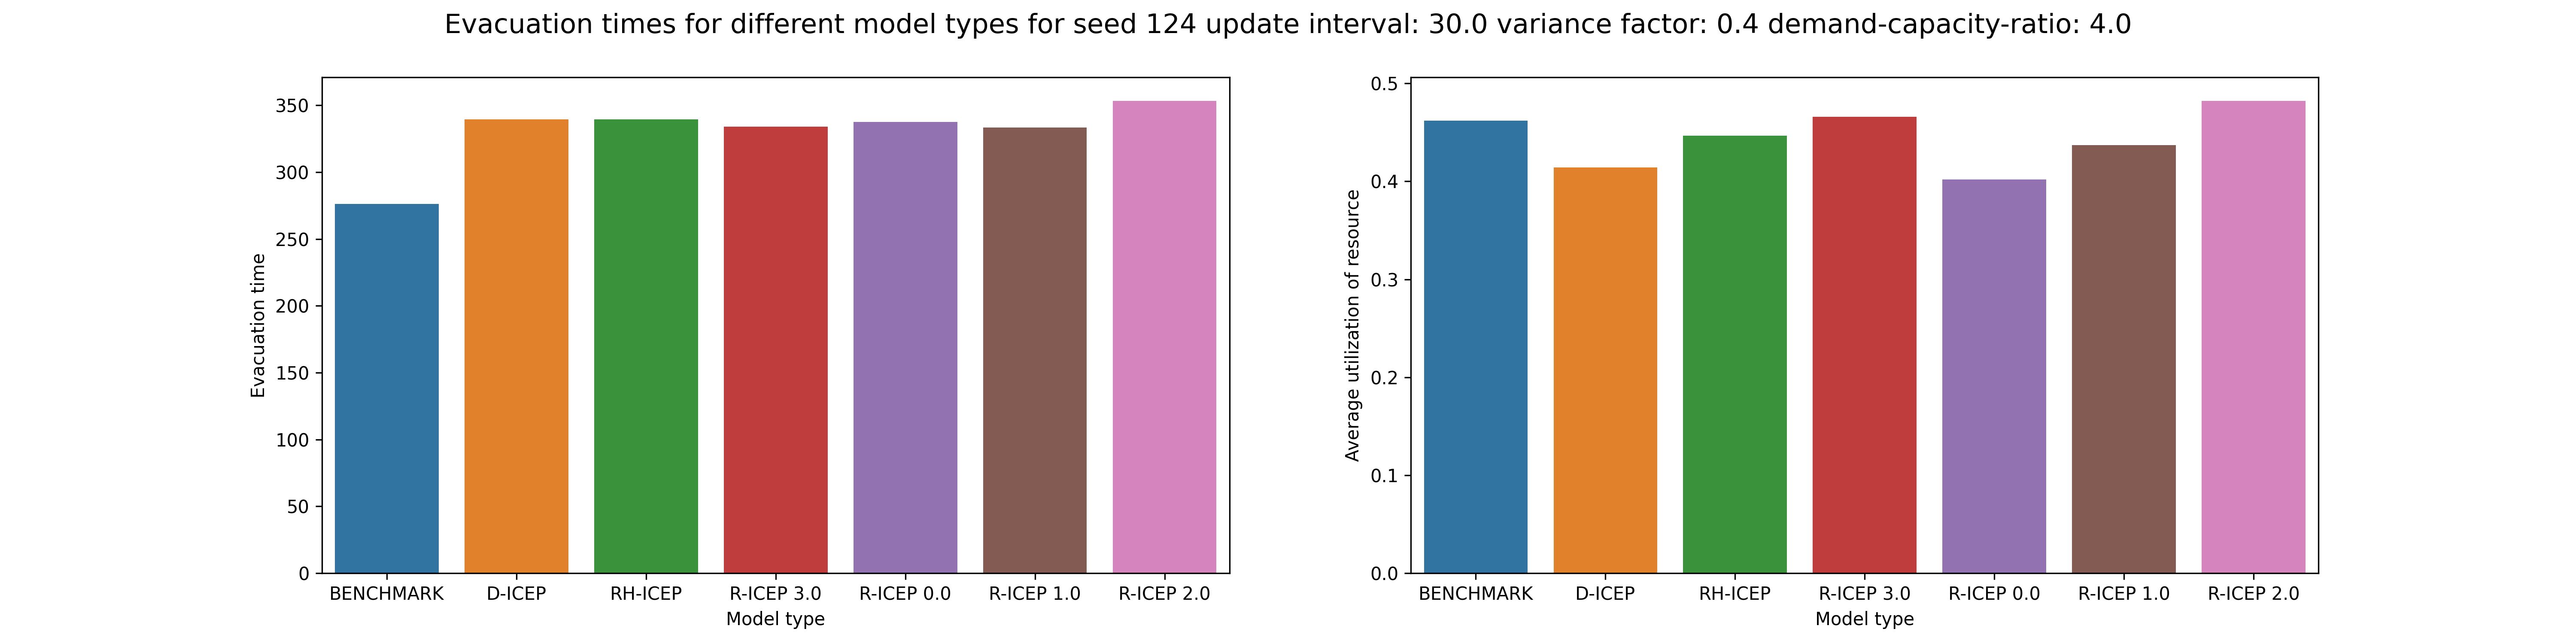 Evacuation times for different model types for seed 124 update interval: 30.0 variance factor: 0.4 demand-capacity-ratio: 4.0
Evacuation time
350
300
250
200
150
100
50
0
BENCHMARK D-ICEP RH-ICEP R-ICEP 3.0 R-ICEP 0.0 R-ICEP 1.0 R-ICEP 2.0
Model type
Average utilization of resource
0.5
0.4
0.3
0.2
0.1
0.0
BENCHMARK D-ICEP RH-ICEP R-ICEP 3.0 R-ICEP 0.0 R-ICEP 1.0 R-ICEP 2.0
Model type